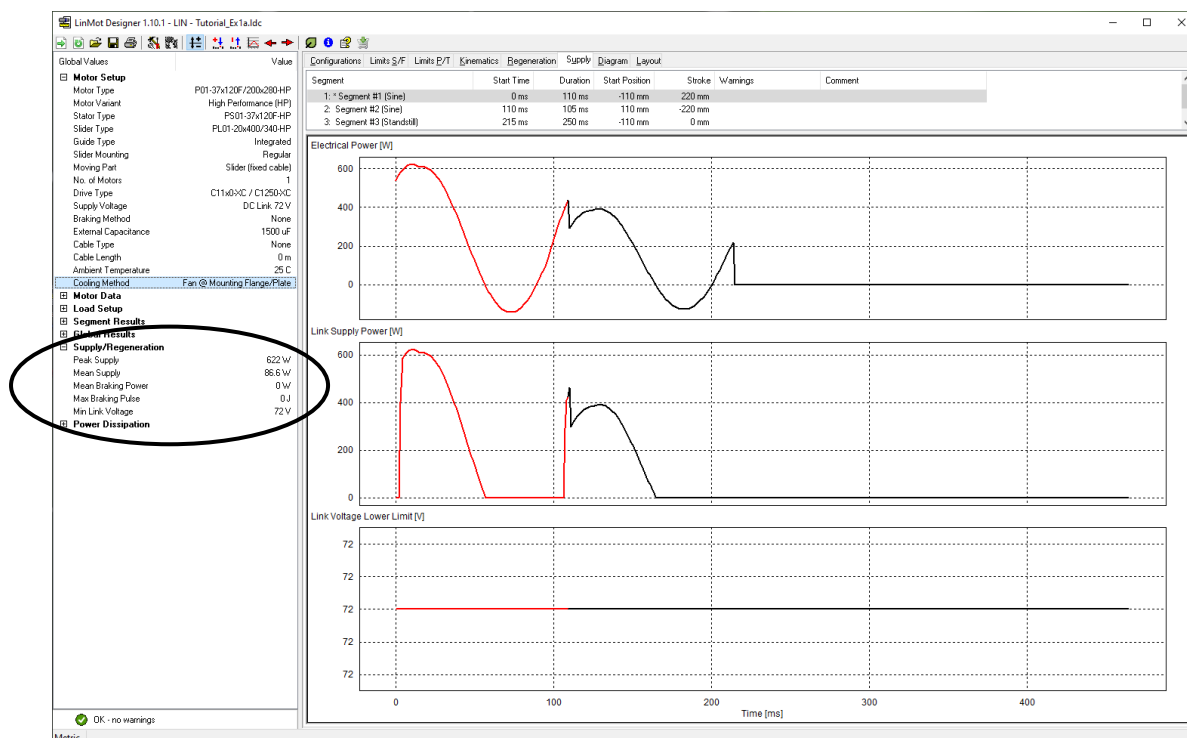 LinMot Designer 1.10.1 - LIN - Tutorial_Ex1a.ldc
Global Values Value
Motor Setup
Motor Type P01-37x120F/200x280-HP
Motor Variant High Performance (HP)
Stator Type PS01-37x120F-HP
Slider Type PL01-20x400/340-HP
Guide Type Integrated
Slider Mounting Regular
Moving Part Slider (fixed cable)
No. of Motors 1
Drive Type C11x0-XC / C1250-XC
Supply Voltage DC Link 72 V
Braking Method None
External Capacitance 1500 uF
Cable Type None
Cable Length 0 m
Ambient Temperature 25 C
Cooling Method Fan @ Mounting Flange/Plate
Motor Data
Load Setup
Segment Results
Global Results
Supply/Regeneration
Peak Supply 622 W
Mean Supply 86.6 W
Mean Braking Power 0 W
Max Braking Pulse 0 J
Min Link Voltage 72 V
Power Dissipation
OK - no warnings
Metric
Configurations Limits S/F Limits P/T Kinematics Regeneration Supply Diagram Layout
Segment Start Time Duration Start Position Stroke Warnings Comment
1: * Segment #1 (Sine) 0 ms 110 ms -110 mm 220 mm
2: Segment #2 (Sine) 110 ms 105 ms 110 mm -220 mm
3: Segment #3 (Standstill) 215 ms 250 ms -110 mm 0 mm
Electrical Power [W]
600
400
200
0
Link Supply Power [W]
600
400
200
0
Link Voltage Lower Limit [V]
72
72
72
72
72
0 100 200 300 400
Time [ms]